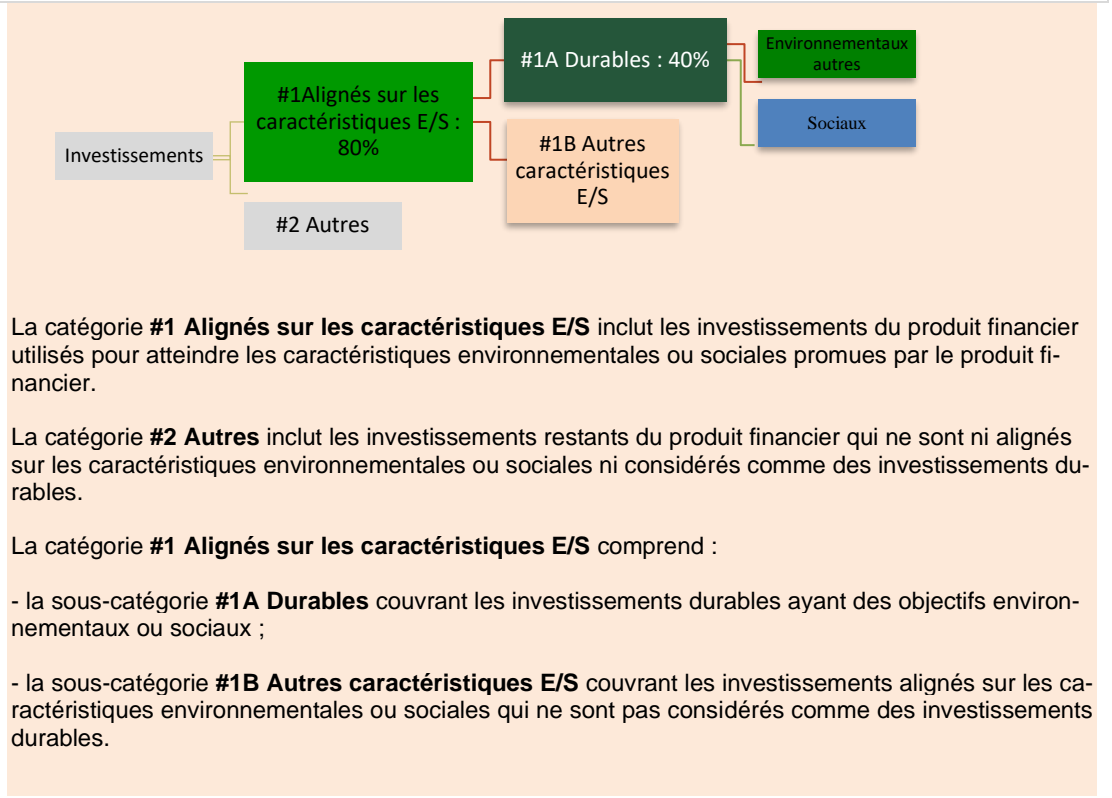 #1A Durables : 40%
Environnementaux
autres
#1Alignés sur les
caractéristiques E/S :
80%
Sociaux
Investissements
#1B Autres
caractéristiques
E/S
#2 Autres
La catégorie #1 Alignés sur les caractéristiques E/S inclut les investissements du produit financier
utilisés pour atteindre les caractéristiques environnementales ou sociales promues par le produit fi-
nancier.
La catégorie #2 Autres inclut les investissements restants du produit financier qui ne sont ni alignés
sur les caractéristiques environnementales ou sociales ni considérés comme des investissements du-
rables.
La catégorie #1 Alignés sur les caractéristiques E/S comprend :
- la sous-catégorie #1A Durables couvrant les investissements durables ayant des objectifs environ-
nementaux ou sociaux ;
- la sous-catégorie #1B Autres caractéristiques E/S couvrant les investissements alignés sur les ca-
ractéristiques environnementales ou sociales qui ne sont pas considérés comme des investissements
durables.